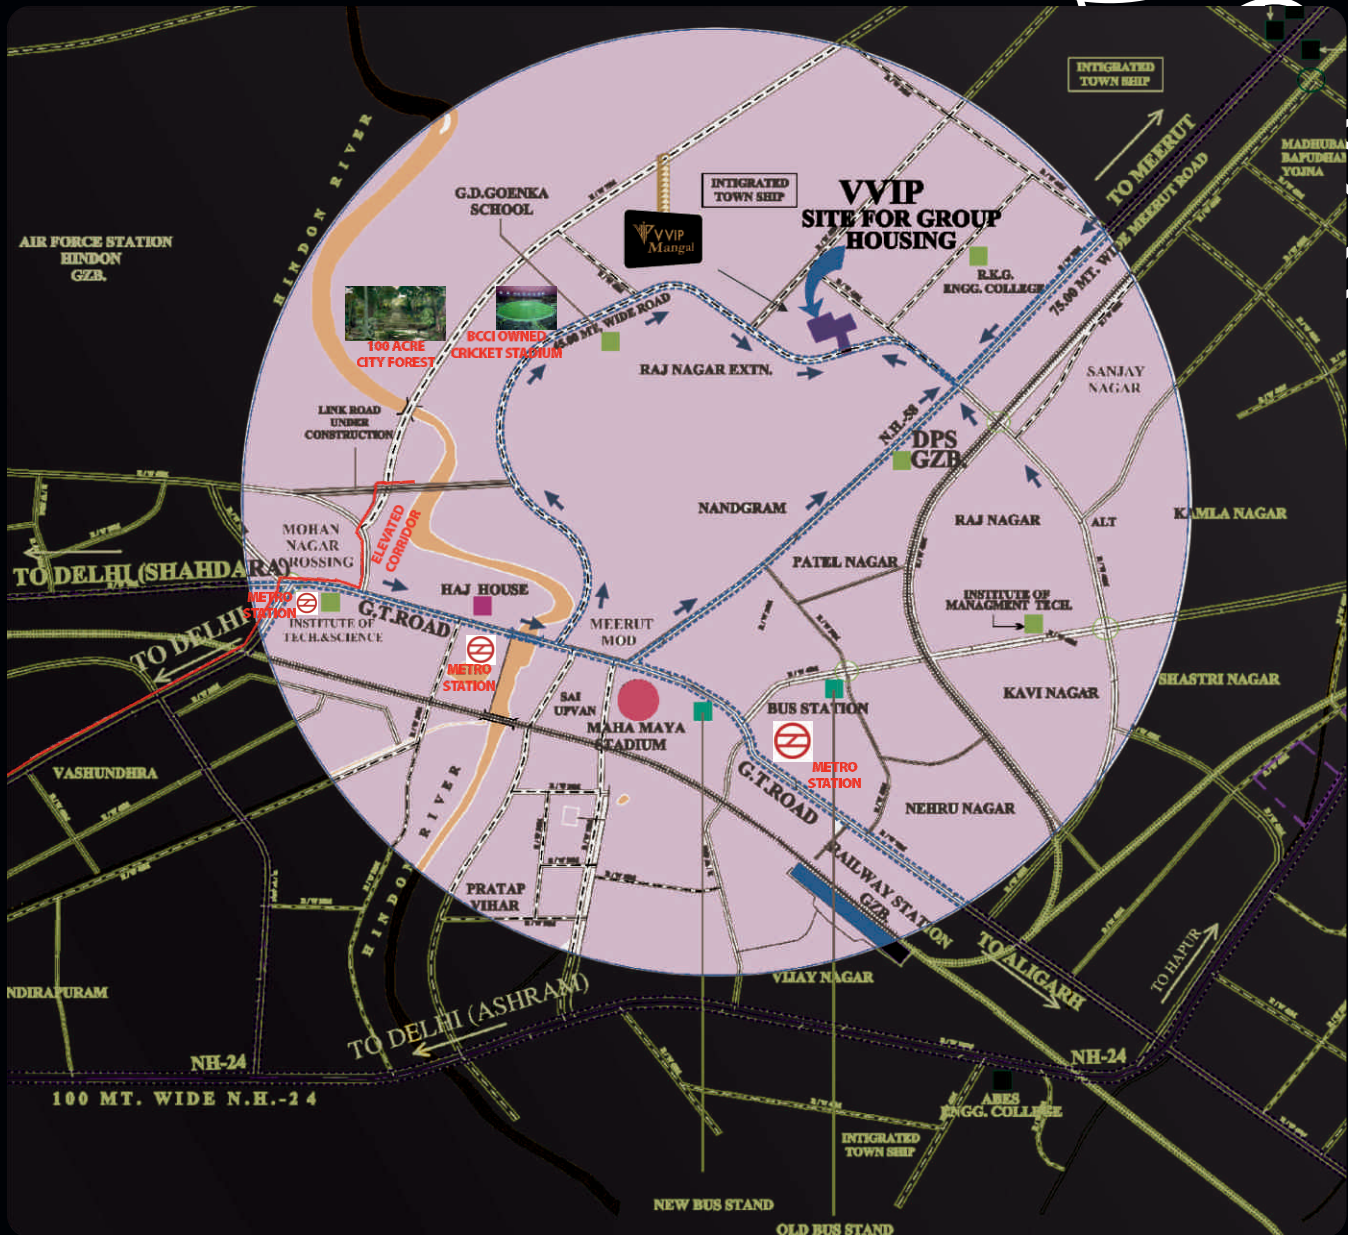 INTIGRATED
TOWN SHIP
TO MEERUT
75.00 MT. WIDE MEERUT ROAD
YOJNA
HINDON RIVER
G.D.GOENKA
SCHOOL
INTIGRATED
TOWN SHIP
VVIP
SITE FOR GROUP
HOUSING
VVIP
Mangal
AIR FORCE STATION
HINDON
GZB.
R.K.G.
ENGG. COLLEGE
100 ACRE
CITY FOREST
BCCI OWNED
CRICKET STADIUM
MT. WIDE ROAD
RAJ NAGAR EXTN.
SANJAY
NAGAR
LINK ROAD
UNDER
CONSTRUCTION
N.H.-58
DPS
GZB.
NANDGRAM
RAJ NAGAR
ALT
KAMLA NAGAR
MOHAN
NAGAR
CROSSING
ELEVATED
CORRIDOR
PATEL NAGAR
TO DELHI (SHAHDARA)
HAJ HOUSE
METRO
STATION
G.T.ROAD
INSTITUTE OF
TECH.&SCIENCE
MEERUT
MOD
INSTITUTE OF
MANAGMENT TECH.
TO DELHI
METRO
STATION
SAI
UPVAN
MAHA MAYA
STADIUM
BUS STATION
KAVI NAGAR
SHASTRI NAGAR
METRO
STATION
G.T.ROAD
VASHUNDHRA
NEHRU NAGAR
HINDON RIVER
PRATAP
VIHAR
RAILWAY STATION
GZB.
TO ALIGARH
TO HAPUR
VIJAY NAGAR
NDIRAPURAM
TO DELHI (ASHRAM)
NH-24
NH-24
100 MT. WIDE N.H.-24
ABES
ENGG. COLLEGE
INTIGRATED
TOWN SHIP
NEW BUS STAND
OLD BUS STAND